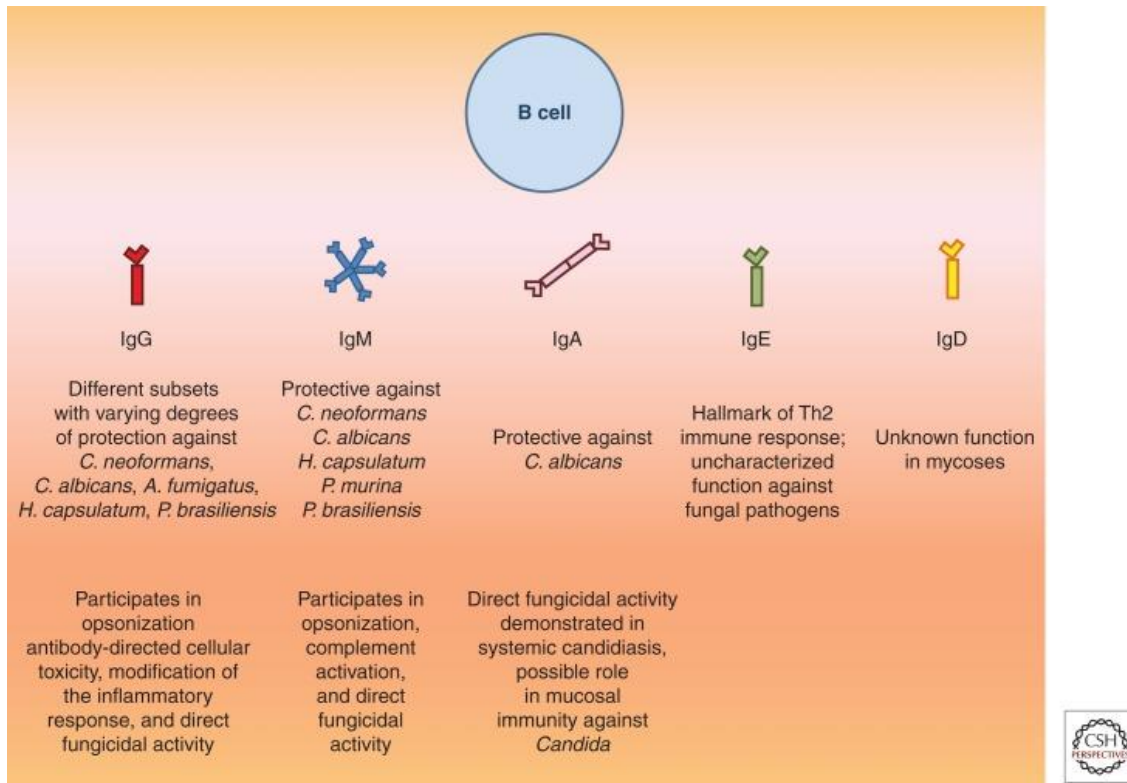 B cell
IgG
Different subsets
with varying degrees
of protection against
C. neoformans,
C. albicans, A. fumigatus,
H. capsulatum, P. brasiliensis
Participates in
opsonization
antibody-directed cellular
toxicity, modification of
the inflammatory
response, and direct
fungicidal activity
IgM
Protective against
C. neoformans
C. albicans
H. capsulatum
P. murina
P. brasiliensis
Participates in
opsonization,
complement
activation,
and direct
fungicidal
activity
IgA
Protective against
C. albicans
Direct fungicidal activity
demonstrated in
systemic candidiasis,
possible role
in mucosal
immunity against
Candida
IgE
Hallmark of Th2
immune response;
uncharacterized
function against
fungal pathogens
IgD
Unknown function
in mycoses
CSH
PERSPECTIVES